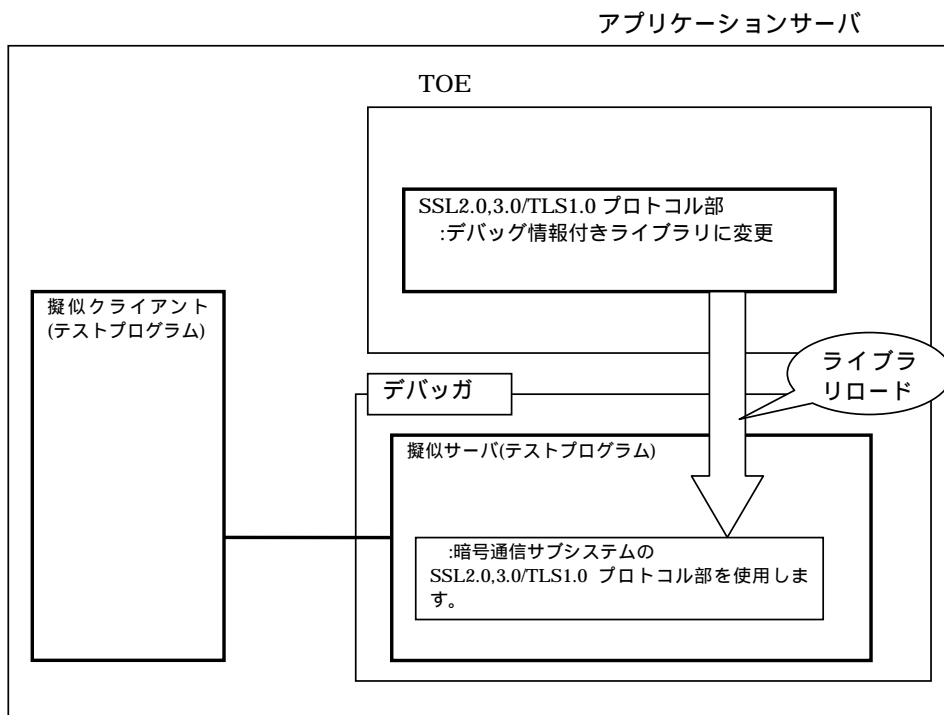 アプリケーションサーバ
TOE
SSL2.0,3.0/TLS1.0 プロトコル部
:デバッグ情報付きライブラリに変更
擬似クライアント
(テストプログラム)
ライブラ
リロード
デバッガ
擬似サーバ(テストプログラム)
:暗号通信サブシステムの
SSL2.0,3.0/TLS1.0 プロトコル部を使用しま
す。